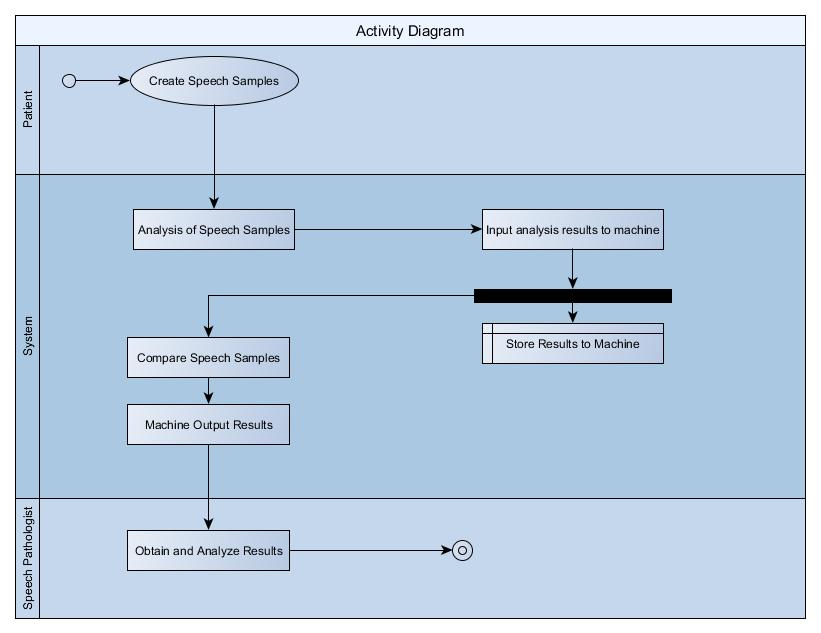 Activity Diagram
Patient
Create Speech Samples
System
Analysis of Speech Samples
Input analysis results to machine
Store Results to Machine
Compare Speech Samples
Machine Output Results
Speech Pathologist
Obtain and Analyze Results